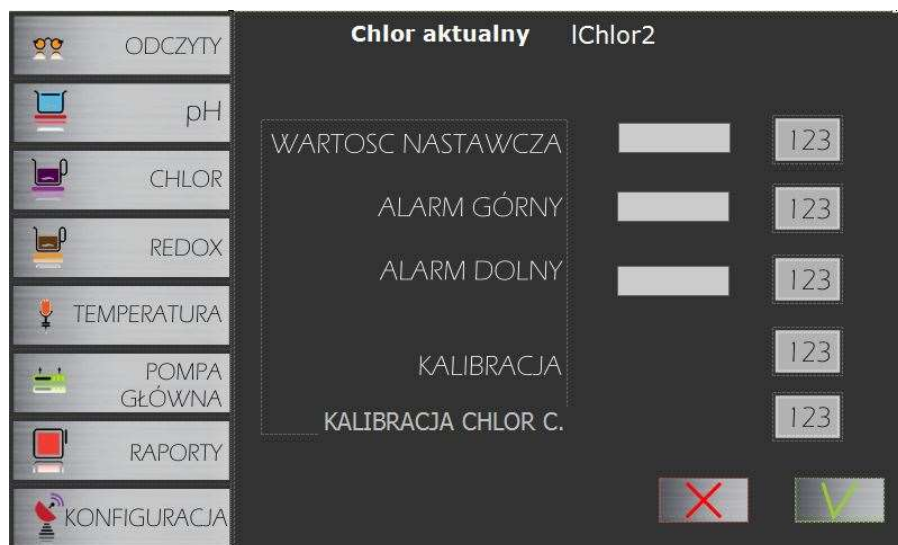 ODCZYTY
pH
CHLOR
REDOX
TEMPERATURA
POMPA
GŁÓWNA
RAPORTY
KONFIGURACJA
Chlor aktualny lChlor2
WARTOSC NASTAWCZA 123
ALARM GÓRNY 123
ALARM DOLNY 123
KALIBRACJA 123
KALIBRACJA CHLOR C. 123